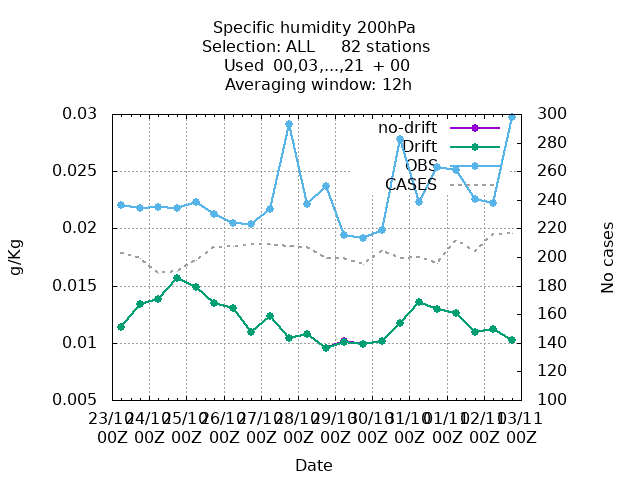 Specific humidity 200hPa
Selection: ALL 82 stations
Used 00,03,...,21 + 00
Averaging window: 12h
no-drift
Drift
OBS
CASES
0.03
0.025
0.02
0.015
0.01
0.005
300
280
260
240
220
200
180
160
140
120
100
g/Kg
No cases
23/10 24/10 25/10 26/10 27/10 28/10 29/10 30/10 31/10 01/11 02/11 03/11
00Z 00Z 00Z 00Z 00Z 00Z 00Z 00Z 00Z 00Z 00Z 00Z
Date